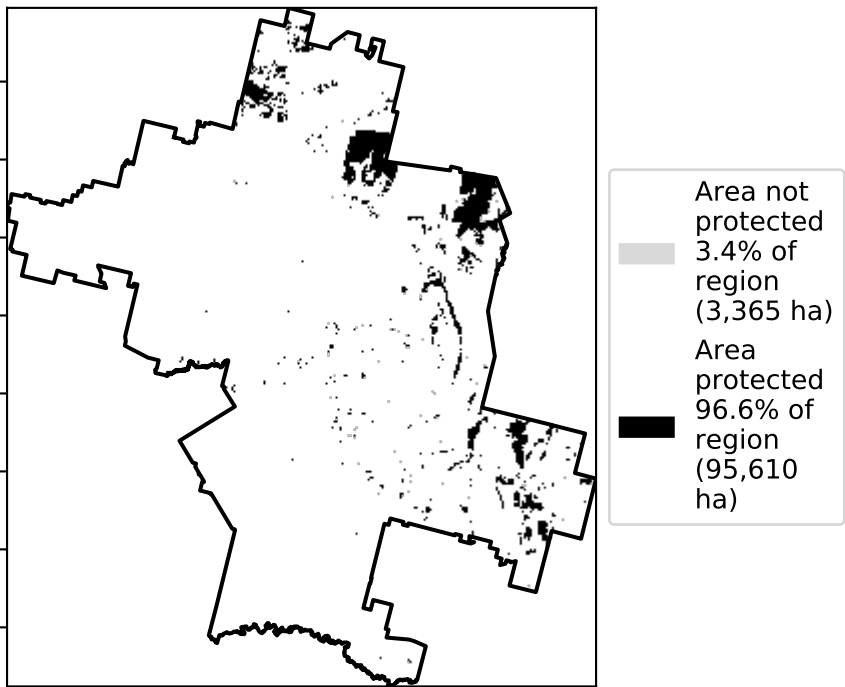 Area not
protected
3.4% of
region
(3,365 ha)
Area
protected
96.6% of
region
(95,610
ha)